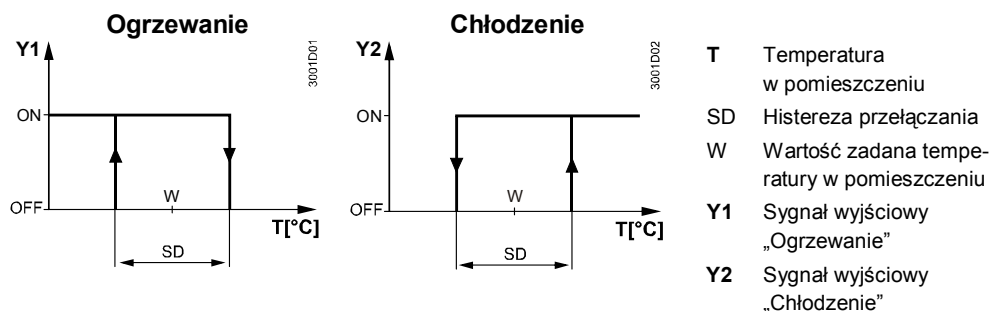 Ogrzewanie
Y1
3001D01
ON
W
OFF
T[°C]
SD
Chłodzenie
Y2
3001D02
ON
W
OFF
T[°C]
SD
T Temperatura
w pomieszczeniu
SD Histereza przełączania
W Wartość zadana tempe-
ratury w pomieszczeniu
Y1 Sygnał wyjściowy
„Ogrzewanie”
Y2 Sygnał wyjściowy
„Chłodzenie”